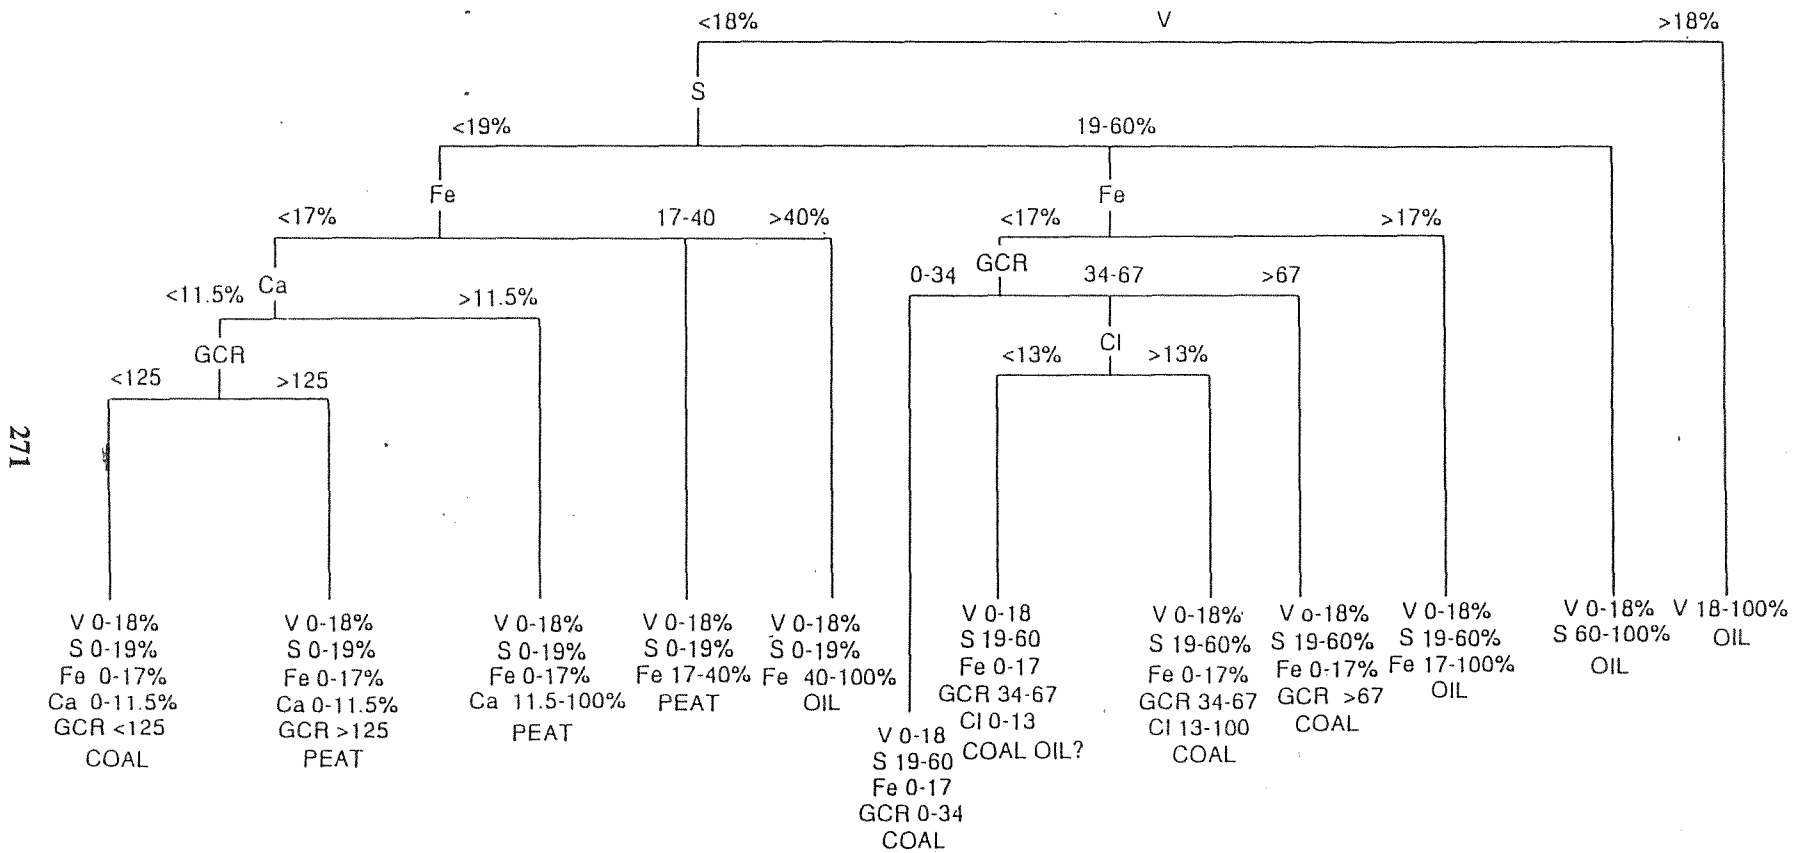 <18% V >18%
S
<19% 19-60%
Fe Fe
<17% 17-40 >40% <17% >17%
Ca 0-34 GCR 34-67 >67
<11.5% >11.5%
GCR Cl
<125 >125 <13% >13%
271
V 0-18%
S 0-19%
Fe 0-17%
Ca 0-11.5%
GCR <125
COAL
V 0-18%
S 0-19%
Fe 0-17%
Ca 0-11.5%
GCR >125
PEAT
V 0-18%
S 0-19%
Fe 0-17%
Ca 11.5-100%
PEAT
V 0-18%
S 0-19%
Fe 17-40%
PEAT
V 0-18%
S 0-19%
Fe 40-100%
OIL
V 0-18
S 19-60
Fe 0-17
GCR 0-34
COAL
V 0-18
S 19-60
Fe 0-17
GCR 34-67
Cl 0-13
COAL OIL?
V 0-18%
S 19-60%
Fe 0-17%
GCR 34-67
Cl 13-100
COAL
V o-18%
S 19-60%
Fe 0-17%
GCR >67
COAL
V 0-18%
S 19-60%
Fe 17-100%
OIL
V 0-18%
S 60-100%
OIL
V 18-100%
OIL